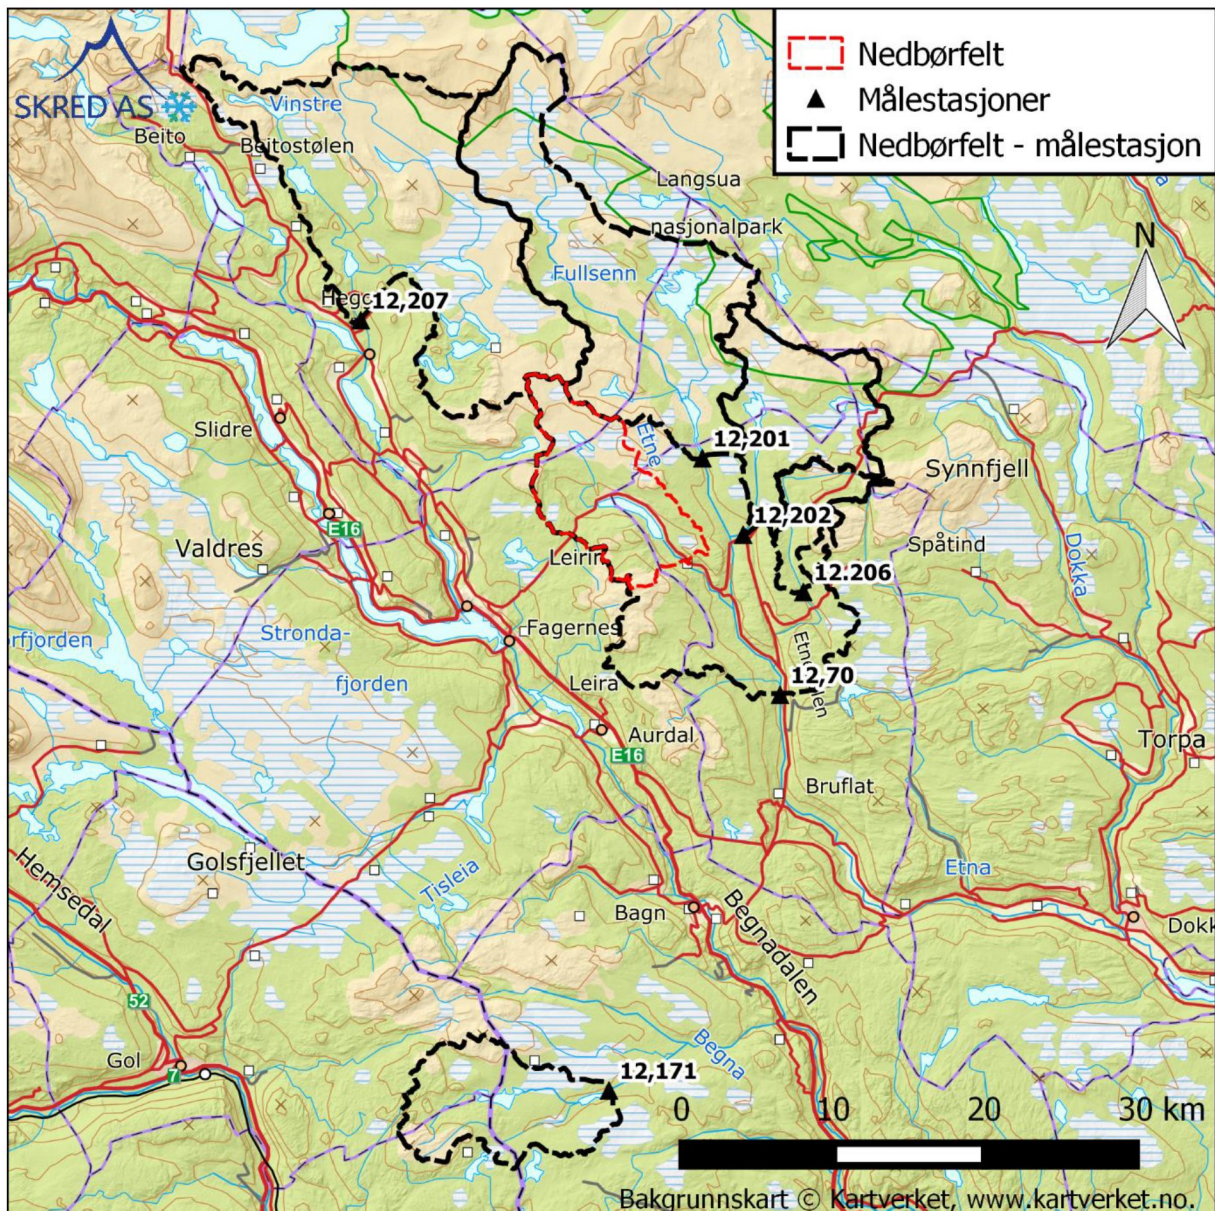 Nedbørfelt
Målestasjoner
Nedbørfelt - målestasjon
SKRED AS
Vinstre
Beito
Beitostølen
Langsua
nasjonalpark
N
Fullsenn
12,207
Slidre
Etne
12,201
Synnfjell
E16
12,202
Valdres
Spåtind
12.206
Dokka
Fagernes
Stronda-
fjorden
Leira
12,70
Aurdal
E16
Torpa
Bruflat
Golsfjellet
Hemsedal
Tisleia
Etna
Bagn
Begnadalen
Dokk
52
Gol
7
Begna
12,171
0 10 20 30 km
Bakgrunnskart © Kartverket, www.kartverket.no.